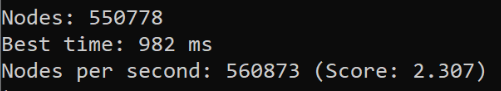 Nodes: 550778
Best time: 982 ms
Nodes per second: 560873 (Score: 2.307)